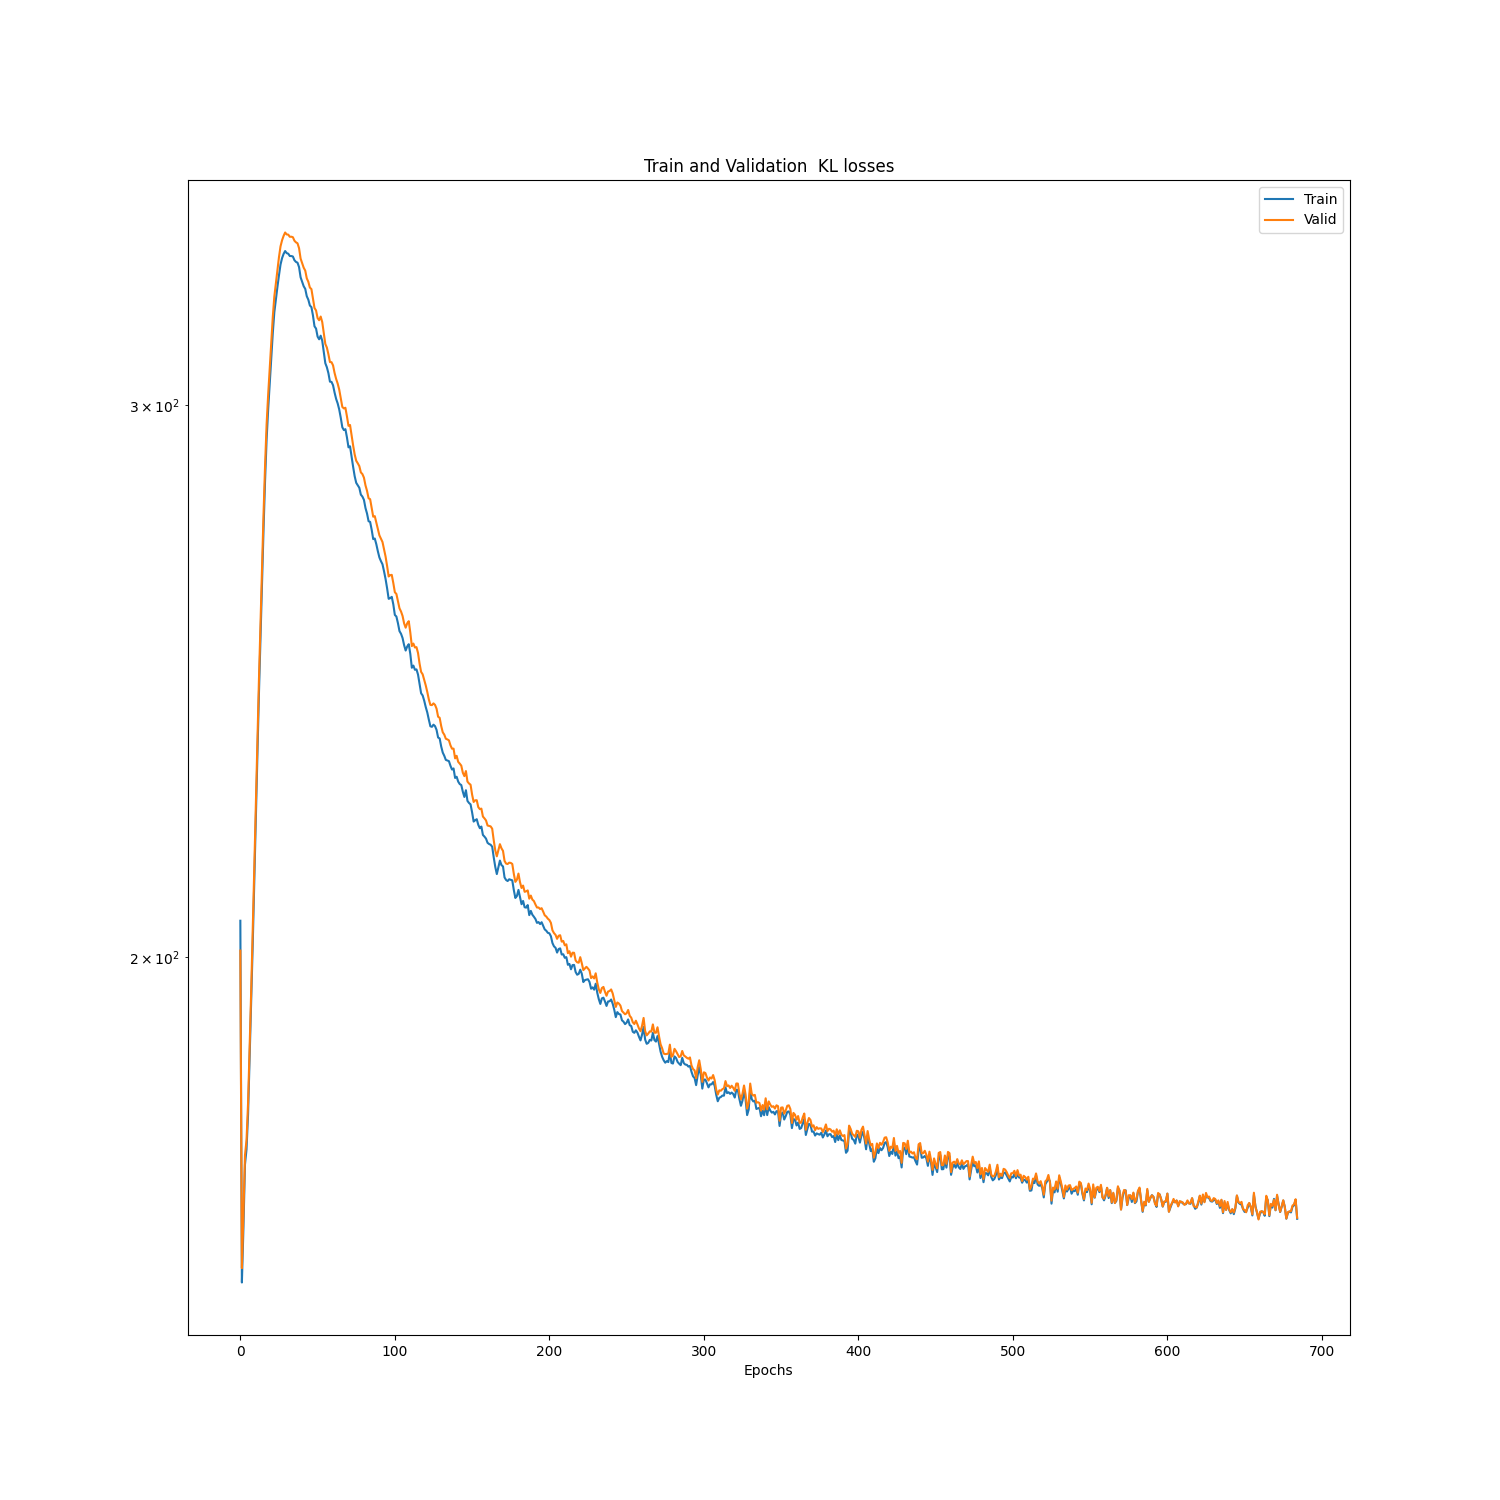 Train and Validation  KL losses
Train
Valid
3 × 10²
2 × 10²
0 100 200 300 400 500 600 700
Epochs